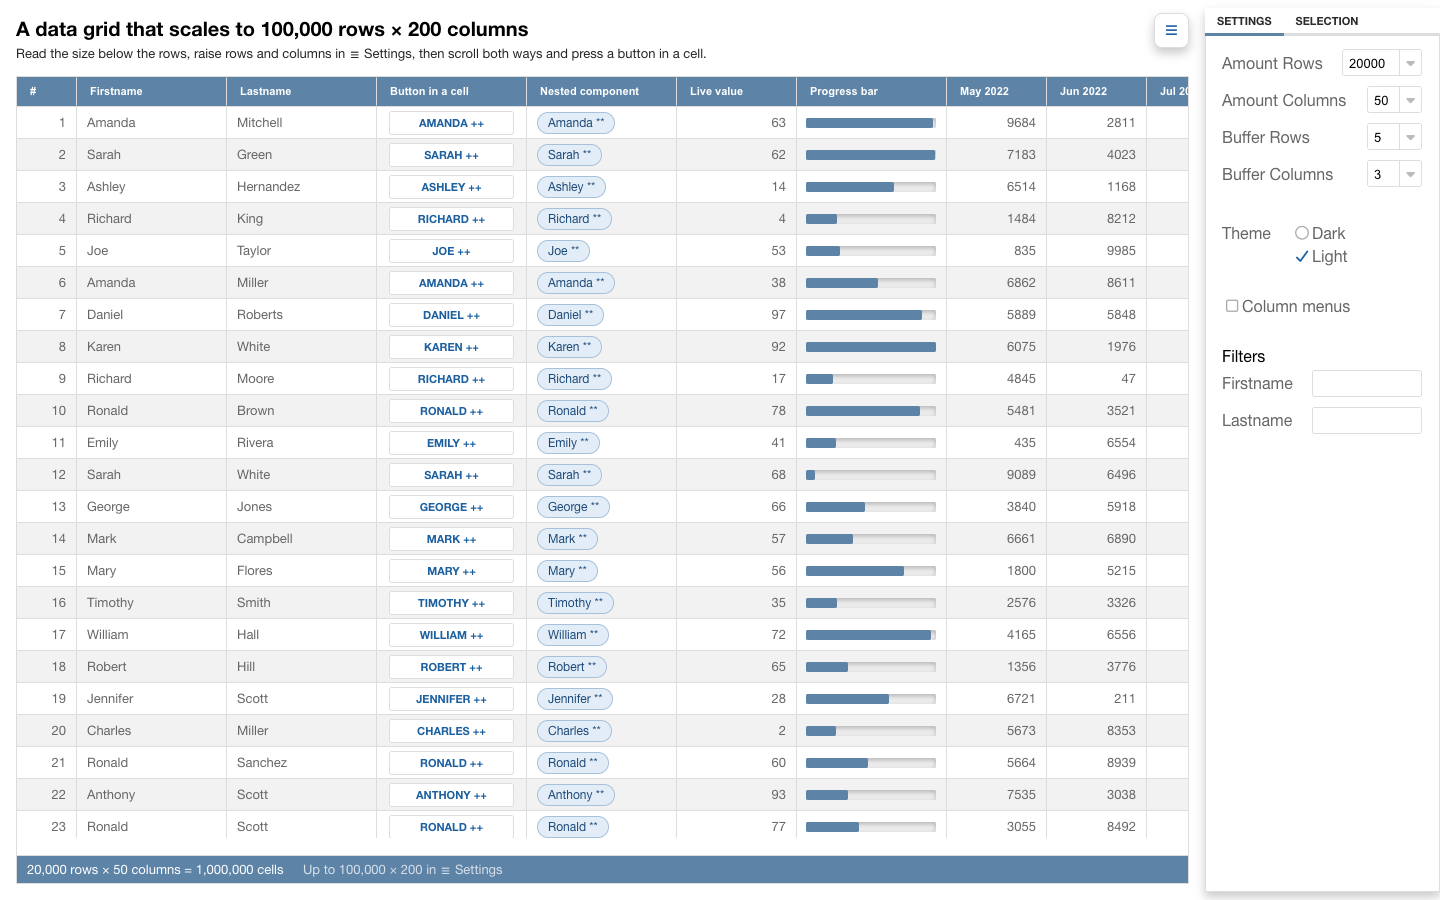 A data grid that scales to 100,000 rows × 200 columns
Read the size below the rows, raise rows and columns in ≡ Settings, then scroll both ways and press a button in a cell.
# Firstname Lastname Button in a cell Nested component Live value Progress bar May 2022 Jun 2022 Jul 20
1 Amanda Mitchell AMANDA ++ Amanda ** 63 9684 2811
2 Sarah Green SARAH ++ Sarah ** 62 7183 4023
3 Ashley Hernandez ASHLEY ++ Ashley ** 14 6514 1168
4 Richard King RICHARD ++ Richard ** 4 1484 8212
5 Joe Taylor JOE ++ Joe ** 53 835 9985
6 Amanda Miller AMANDA ++ Amanda ** 38 6862 8611
7 Daniel Roberts DANIEL ++ Daniel ** 97 5889 5848
8 Karen White KAREN ++ Karen ** 92 6075 1976
9 Richard Moore RICHARD ++ Richard ** 17 4845 47
10 Ronald Brown RONALD ++ Ronald ** 78 5481 3521
11 Emily Rivera EMILY ++ Emily ** 41 435 6554
12 Sarah White SARAH ++ Sarah ** 68 9089 6496
13 George Jones GEORGE ++ George ** 66 3840 5918
14 Mark Campbell MARK ++ Mark ** 57 6661 6890
15 Mary Flores MARY ++ Mary ** 56 1800 5215
16 Timothy Smith TIMOTHY ++ Timothy ** 35 2576 3326
17 William Hall WILLIAM ++ William ** 72 4165 6556
18 Robert Hill ROBERT ++ Robert ** 65 1356 3776
19 Jennifer Scott JENNIFER ++ Jennifer ** 28 6721 211
20 Charles Miller CHARLES ++ Charles ** 2 5673 8353
21 Ronald Sanchez RONALD ++ Ronald ** 60 5664 8939
22 Anthony Scott ANTHONY ++ Anthony ** 93 7535 3038
23 Ronald Scott RONALD ++ Ronald ** 77 3055 8492
20,000 rows × 50 columns = 1,000,000 cells Up to 100,000 × 200 in ≡ Settings
SETTINGS SELECTION
Amount Rows 20000
Amount Columns 50
Buffer Rows 5
Buffer Columns 3
Theme Dark
Light
Column menus
Filters
Firstname
Lastname